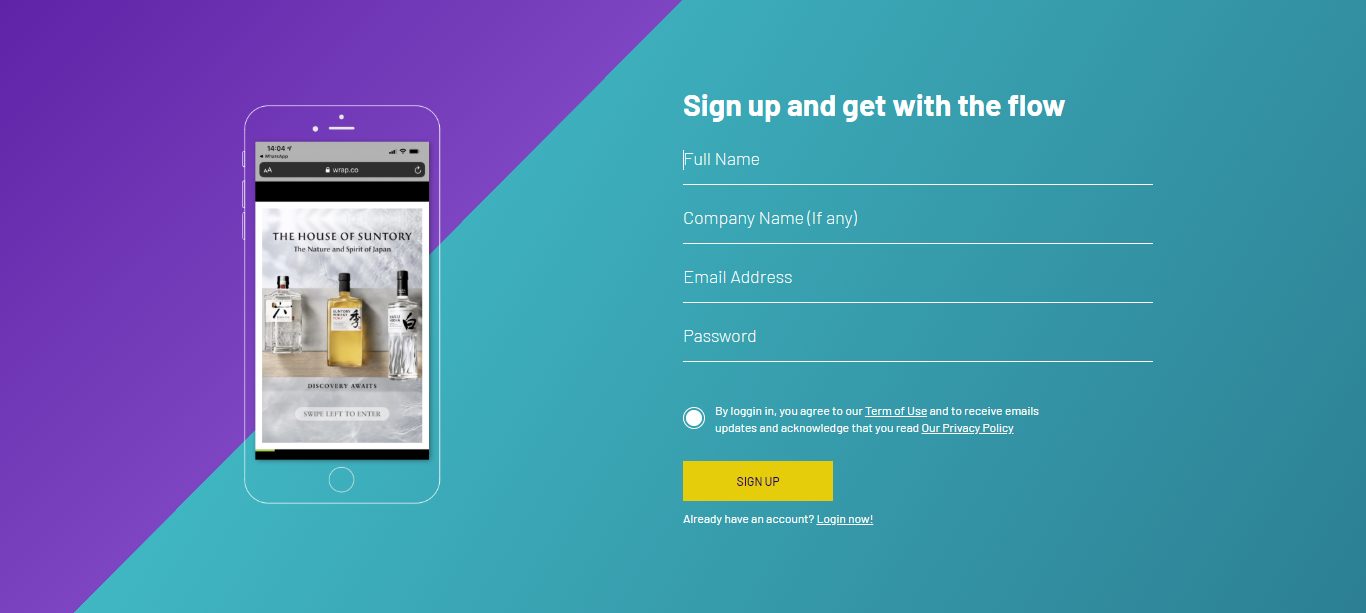 Sign up and get with the flow
Full Name
Company Name (If any)
Email Address
Password
By loggin in, you agree to our Term of Use and to receive emails
updates and acknowledge that you read Our Privacy Policy
SIGN UP
Already have an account? Login now!
14:04
WhatsApp
AA
wrap.co
THE HOUSE OF SUNTORY
The Nature and Spirit of Japan
六
季
白
DISCOVERY AWAITS
SWIPE LEFT TO ENTER